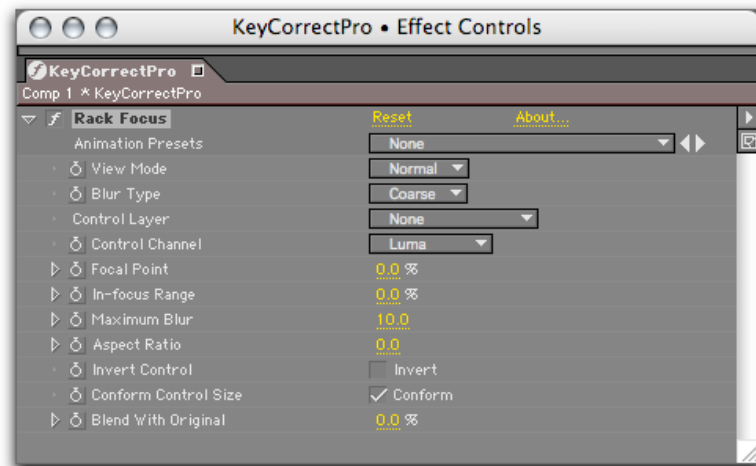 KeyCorrectPro • Effect Controls
KeyCorrectPro
Comp 1 * KeyCorrectPro
Rack Focus Reset About...
Animation Presets None
View Mode Normal
Blur Type Coarse
Control Layer None
Control Channel Luma
Focal Point 0.0 %
In-focus Range 0.0 %
Maximum Blur 10.0
Aspect Ratio 0.0
Invert Control Invert
Conform Control Size Conform
Blend With Original 0.0 %